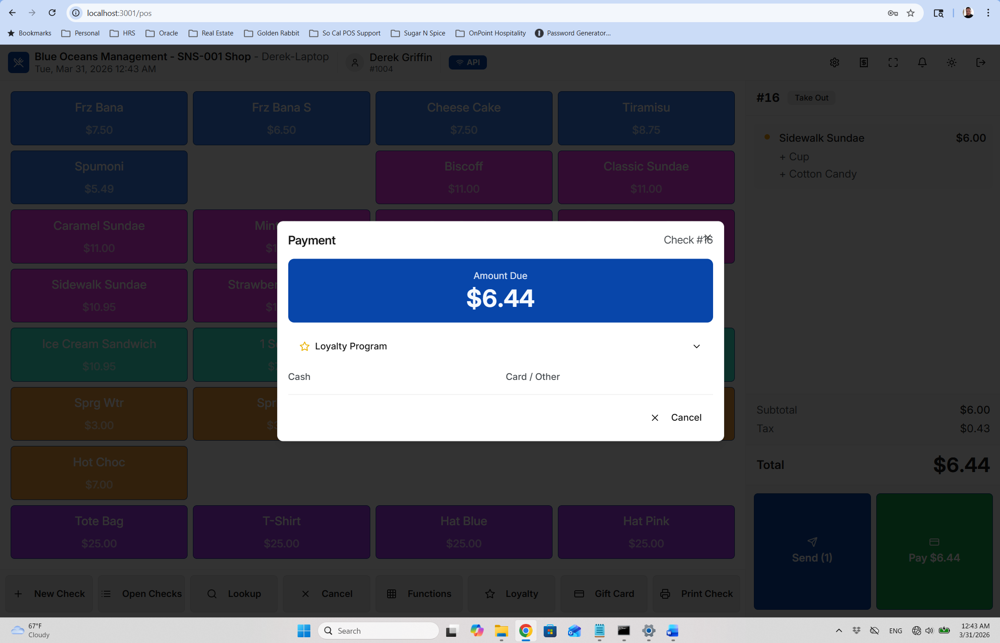 localhost:3001/pos
Bookmarks Personal HRS Oracle Real Estate Golden Rabbit So Cal POS Support Sugar N Spice OnPoint Hospitality Password Generator...
Blue Oceans Management - SNS-001 Shop - Derek-Laptop
Tue, Mar 31, 2026 12:43 AM
Derek Griffin
#1004
API
Frz Bana
$7.50
Frz Bana S
$6.50
Cheese Cake
$7.50
Tiramisu
$8.75
Spumoni
$5.49
Biscoff
$11.00
Classic Sundae
$11.00
Caramel Sundae
$11.00
Min
$1
Sidewalk Sundae
$10.95
Strawber
$1
Ice Cream Sandwich
$10.95
1 S
$
Sprg Wtr
$3.00
Spr
$3
Hot Choc
$7.00
Tote Bag
$25.00
T-Shirt
$25.00
Hat Blue
$25.00
Hat Pink
$25.00
Payment
Check #16
Amount Due
$6.44
Loyalty Program
Cash
Card / Other
Cancel
#16 Take Out
Sidewalk Sundae $6.00
+ Cup
+ Cotton Candy
Subtotal $6.00
Tax $0.43
Total $6.44
Send (1)
Pay $6.44
New Check
Open Checks
Lookup
Cancel
Functions
Loyalty
Gift Card
Print Check
67°F
Cloudy
Search
ENG
12:43 AM
3/31/2026